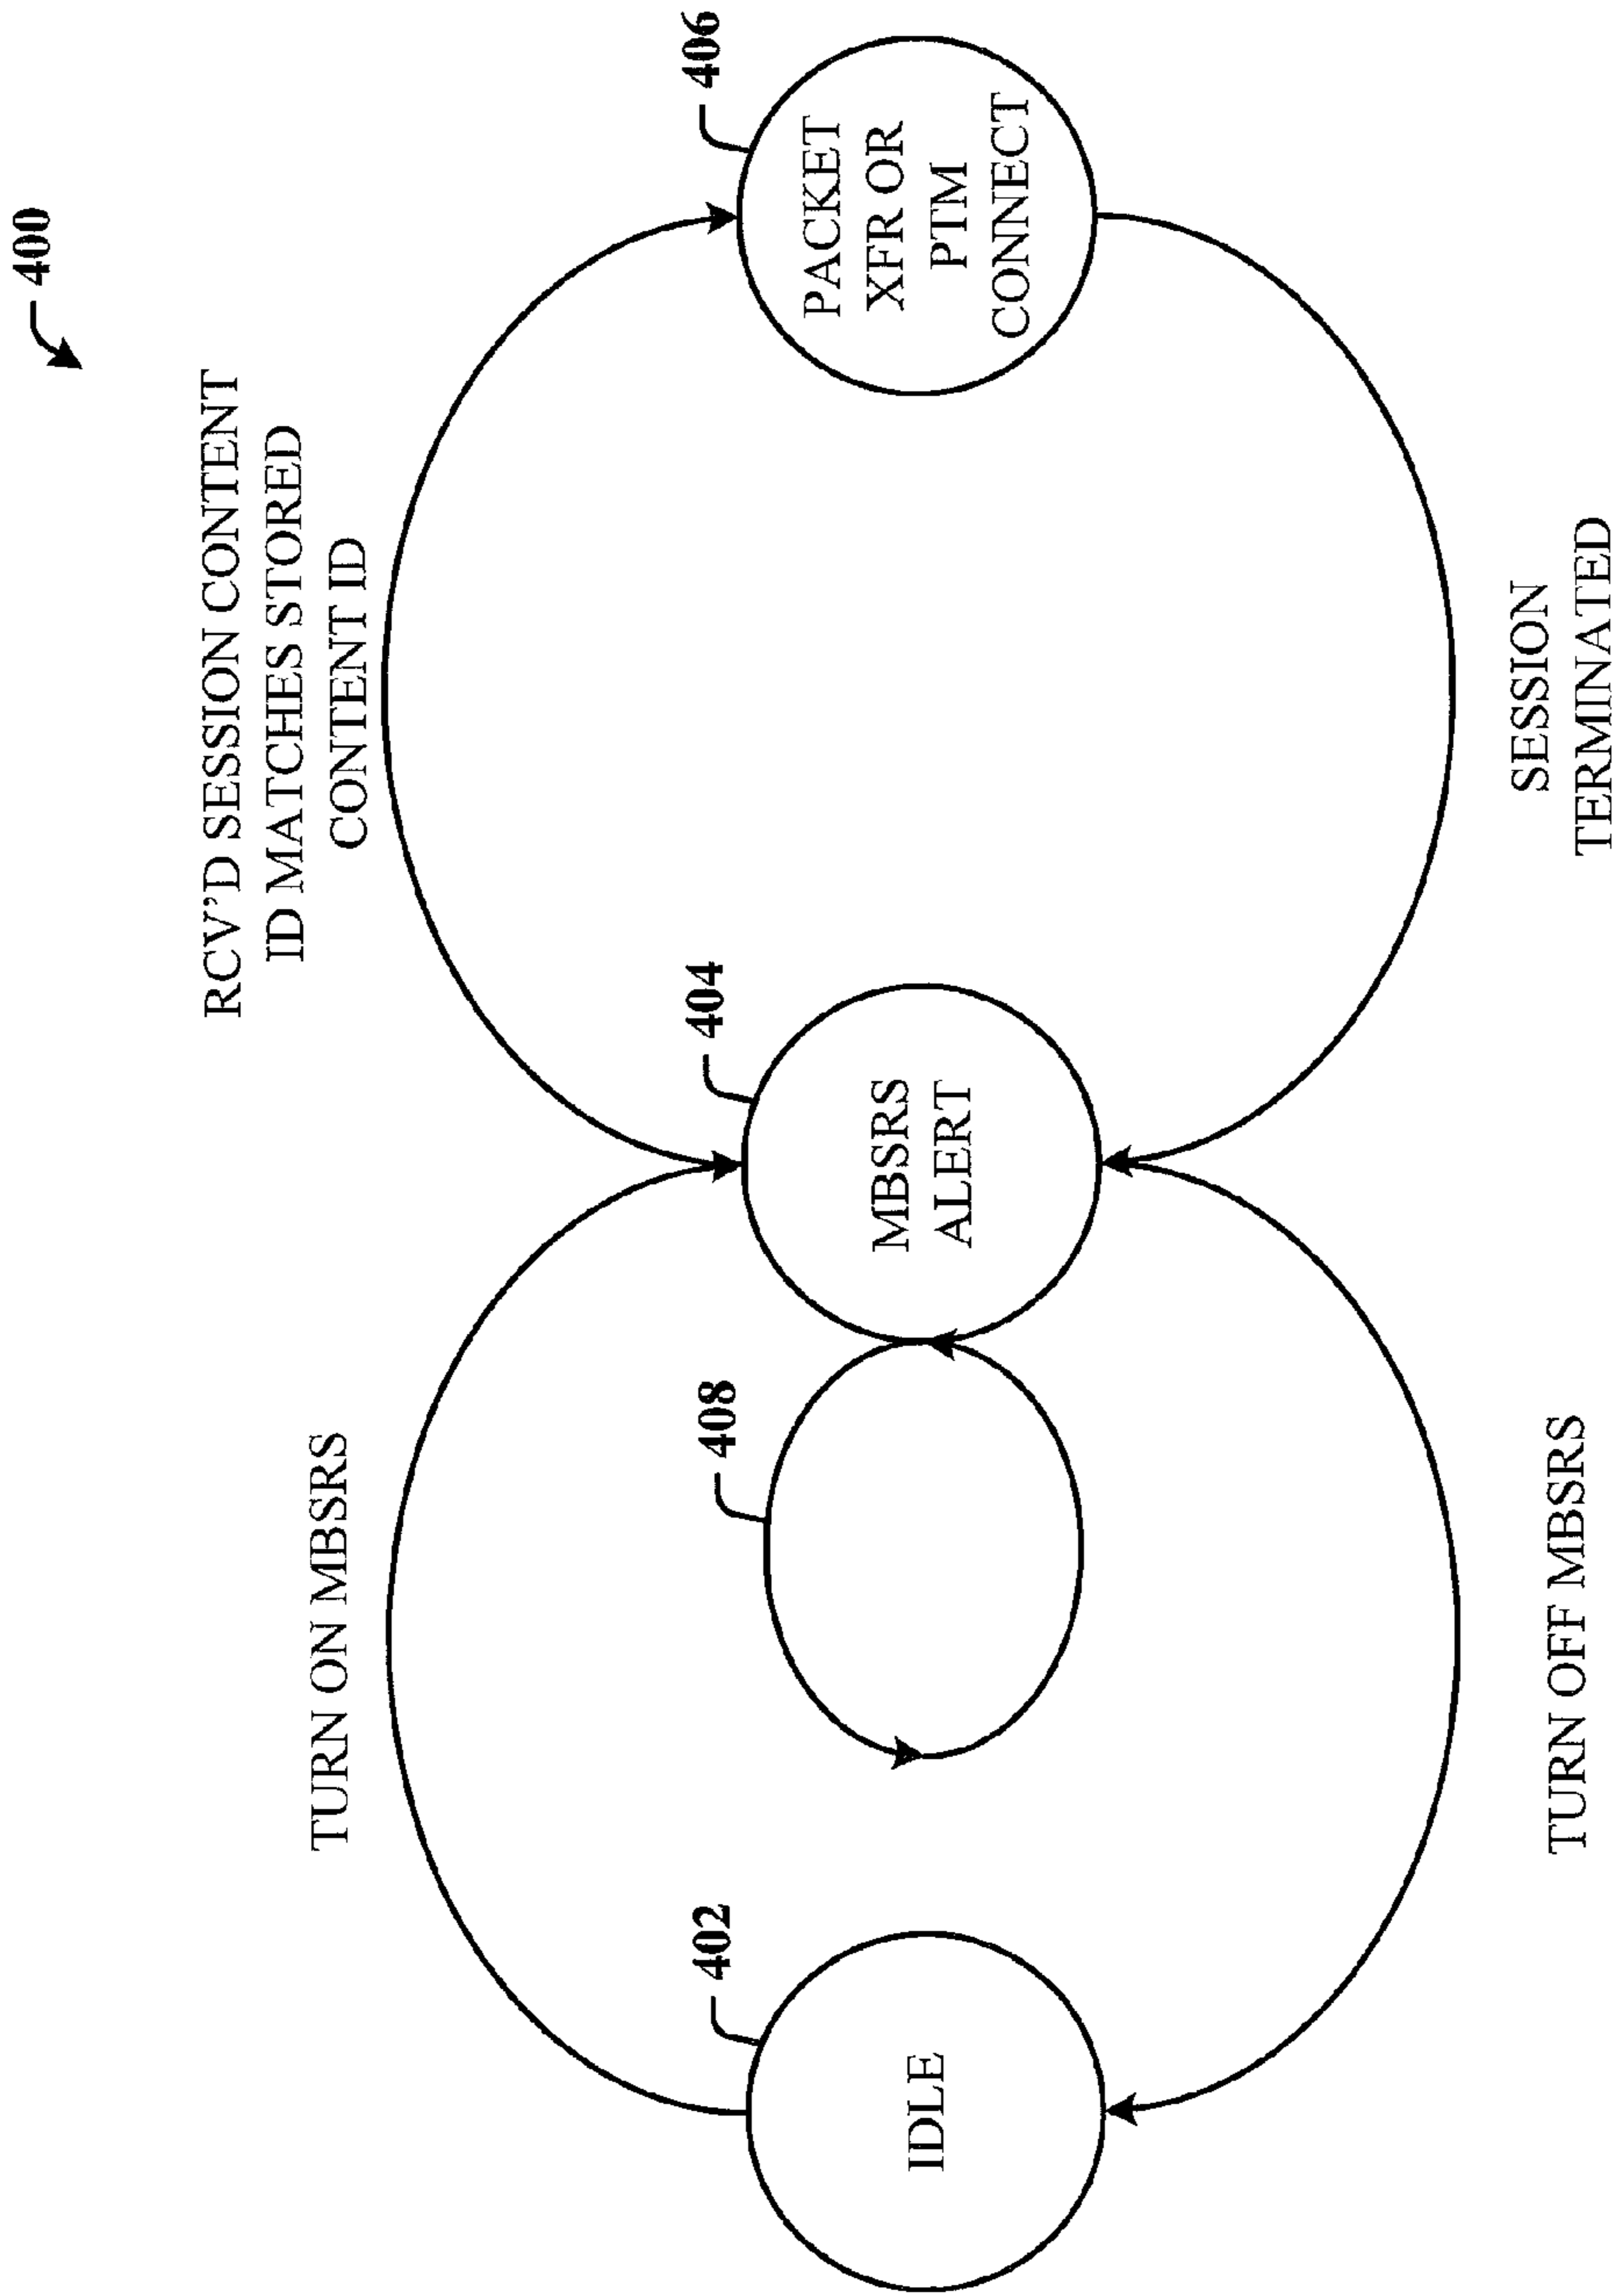 400
RCV'D SESSION CONTENT
ID MATCHES STORED
CONTENT ID
TURN ON MBSRS
402
408
404
406
IDLE
MBSRS
ALERT
PACKET
XFR OR
PTM
CONNECT
TURN OFF MBSRS
SESSION
TERMINATED